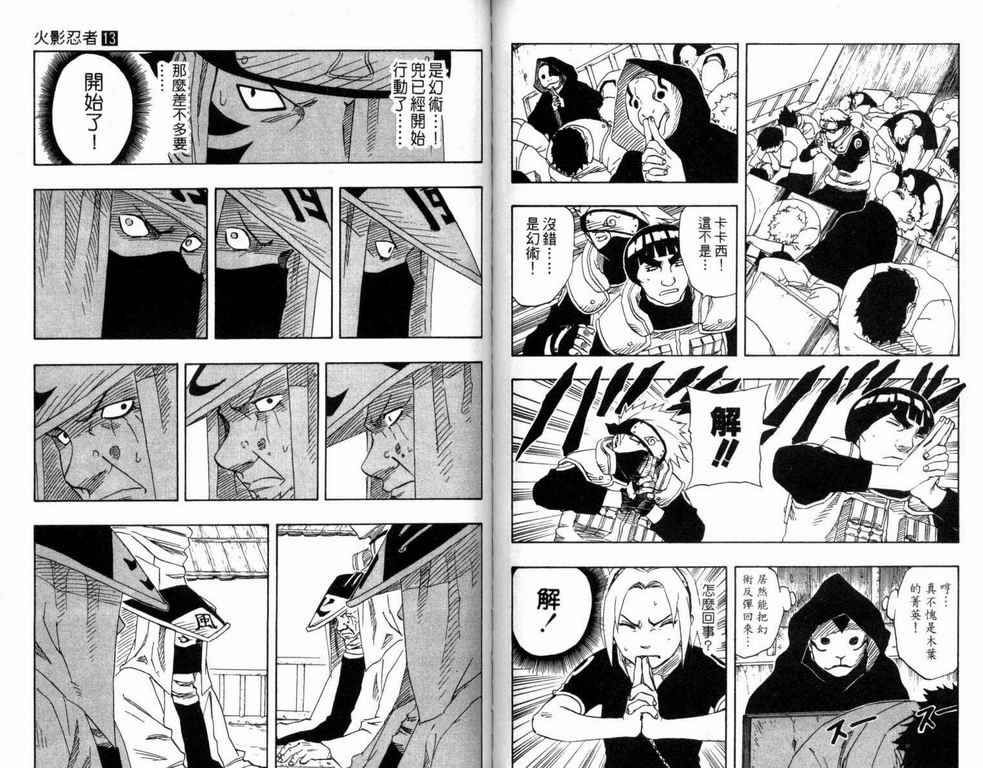 卡卡西！
這不是…
沒錯…
是幻術！
解!!
哼…
真不愧是木葉
的菁英！
居然能把幻
術反彈回來…
スー
スー
怎麼回事？
解！
火影忍者 13
是幻術…！
兜已經開始
行動了……
那麼差不多要
……
開始了！
風